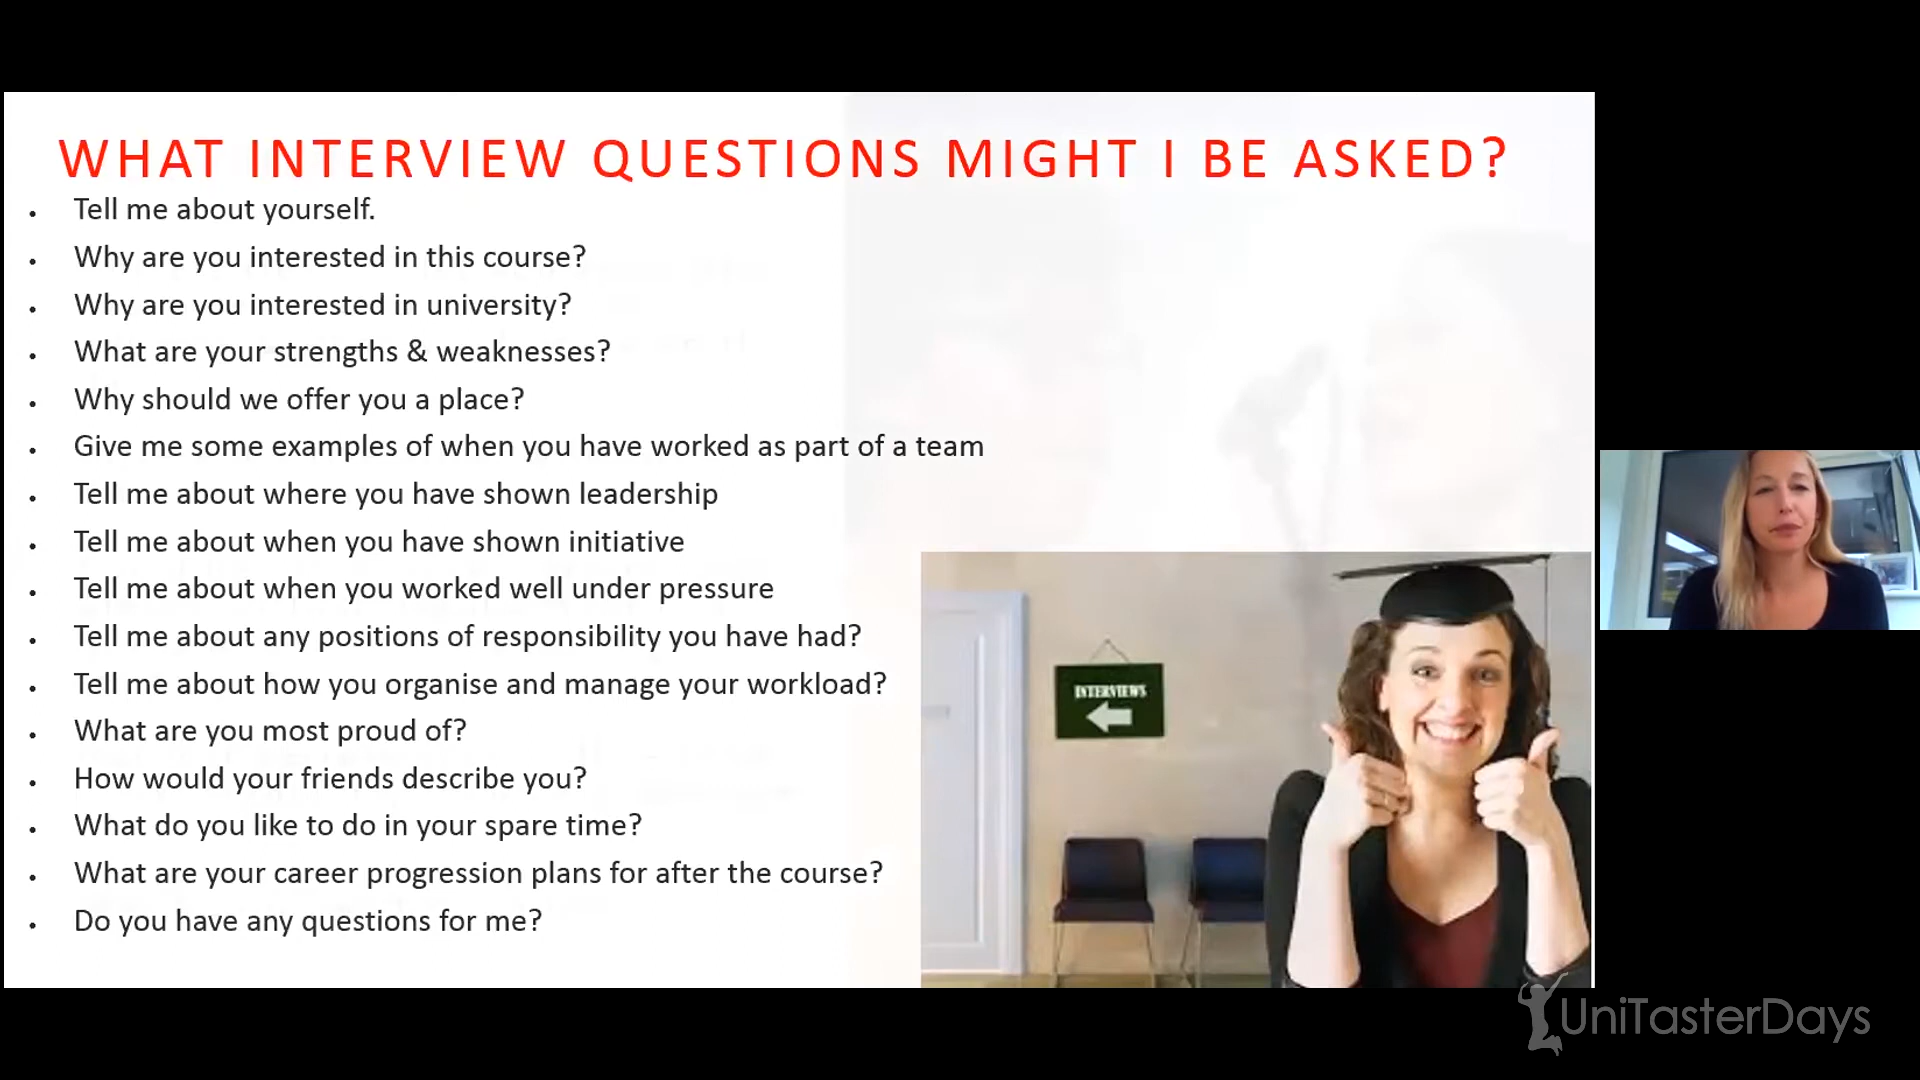 WHAT INTERVIEW QUESTIONS MIGHT I BE ASKED?
• Tell me about yourself.
• Why are you interested in this course?
• Why are you interested in university?
• What are your strengths & weaknesses?
• Why should we offer you a place?
• Give me some examples of when you have worked as part of a team
• Tell me about where you have shown leadership
• Tell me about when you have shown initiative
• Tell me about when you worked well under pressure
• Tell me about any positions of responsibility you have had?
• Tell me about how you organise and manage your workload?
• What are you most proud of?
• How would your friends describe you?
• What do you like to do in your spare time?
• What are your career progression plans for after the course?
• Do you have any questions for me?
INTERVIEWS
UniTasterDays